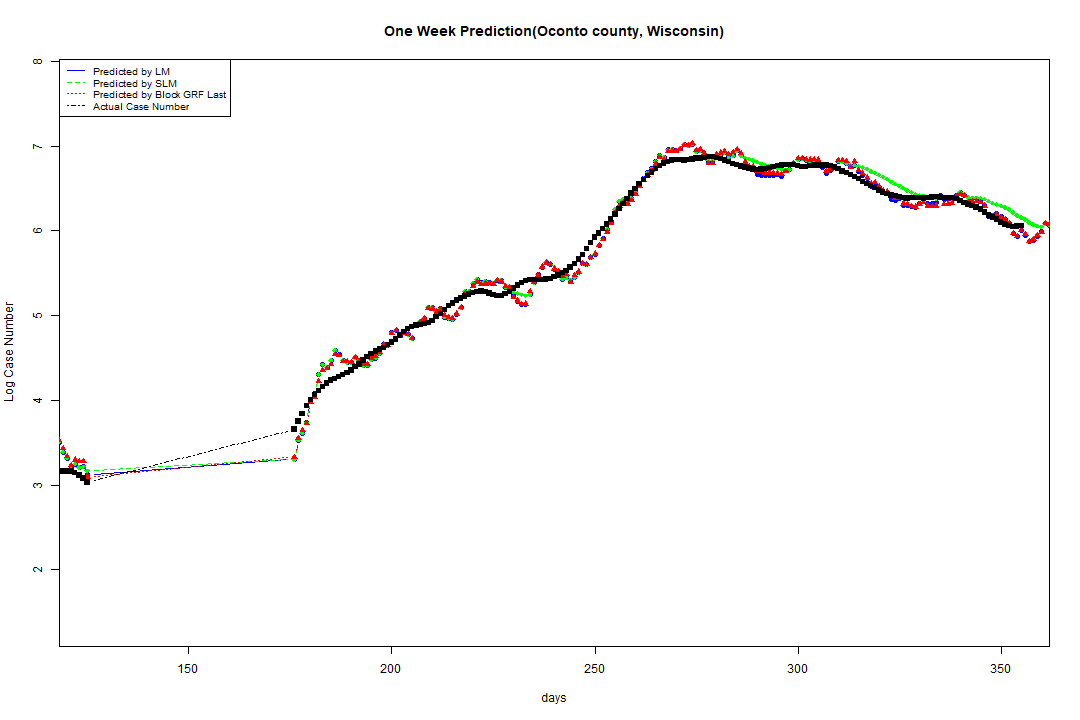 One Week Prediction(Oconto county, Wisconsin)
Predicted by LM
Predicted by SLM
Predicted by Block GRF Last
Actual Case Number
8
7
6
5
4
3
2
Log Case Number
150 200 250 300 350
days